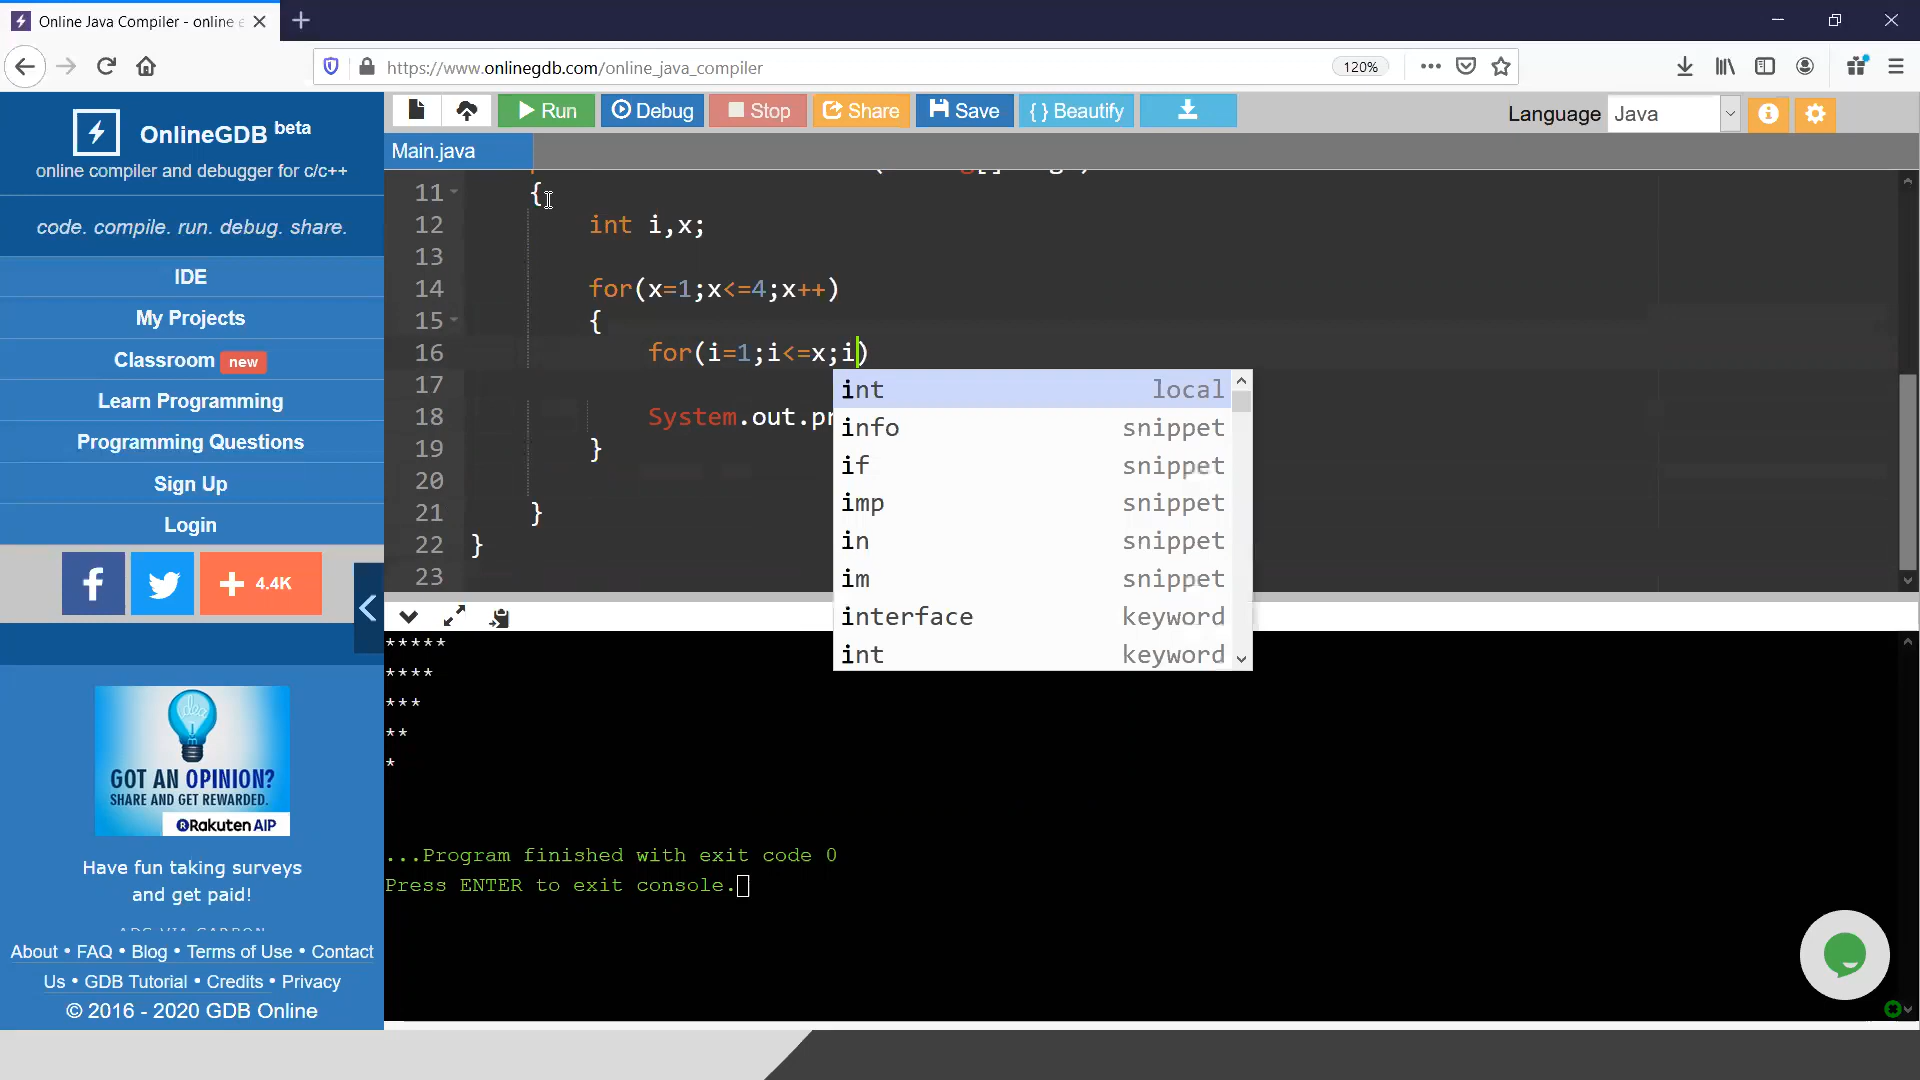 Online Java Compiler - online e
https://www.onlinegdb.com/online_java_compiler
120%
OnlineGDB beta
online compiler and debugger for c/c++
code. compile. run. debug. share.
IDE
My Projects
Classroom new
Learn Programming
Programming Questions
Sign Up
Login
4.4K
idea
GOT AN OPINION?
SHARE AND GET REWARDED.
Rakuten AIP
Have fun taking surveys
and get paid!
ADS VIA CARBON
About • FAQ • Blog • Terms of Use • Contact
Us • GDB Tutorial • Credits • Privacy
© 2016 - 2020 GDB Online
Run Debug Stop Share Save { } Beautify
Language Java
Main.java
11 {
12 int i,x;
13
14 for(x=1;x<=4;x++)
15 {
16 for(i=1;i<=x;i)
17
18 System.out.pr
19 }
20
21 }
22 }
23
int local
info snippet
if snippet
imp snippet
in snippet
im snippet
interface keyword
int keyword
*****
****
***
**
*
...Program finished with exit code 0
Press ENTER to exit console.